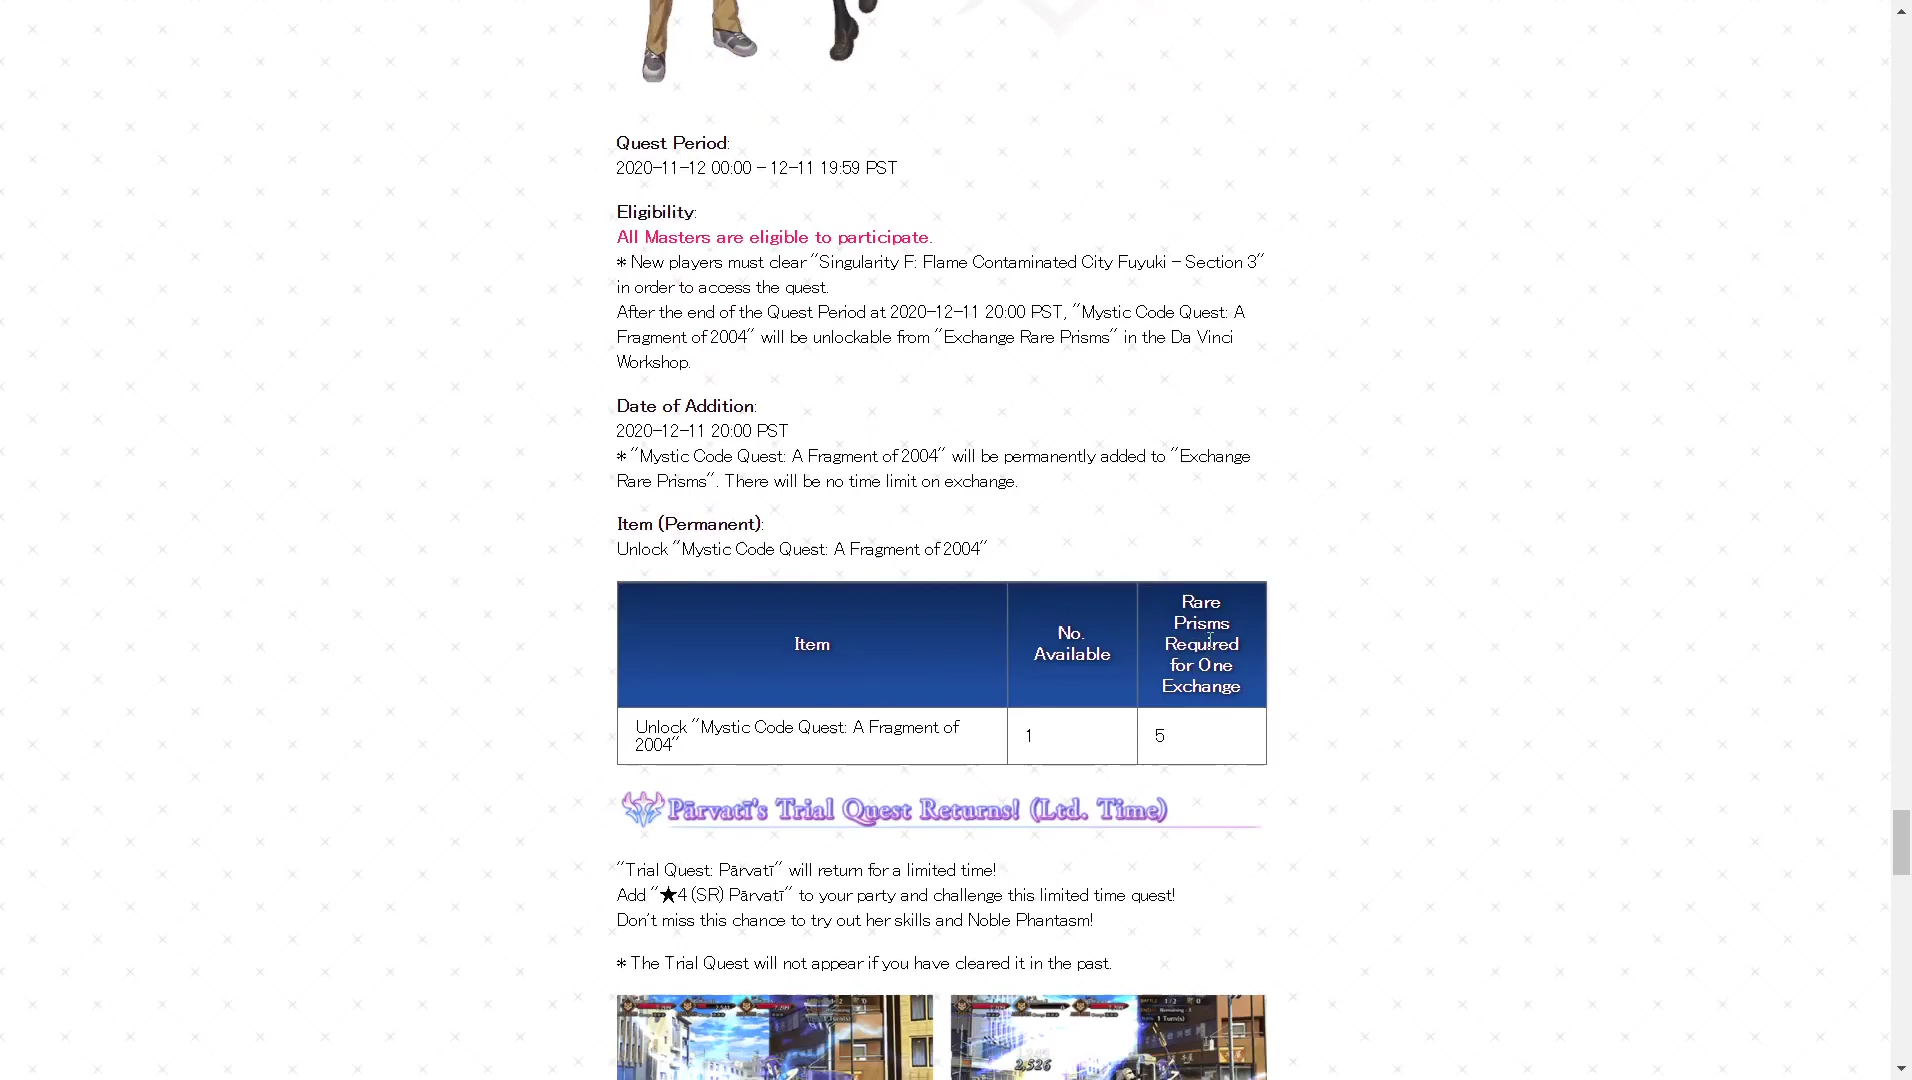 Quest Period:
2020-11-12 00:00 - 12-11 19:59 PST
Eligibility:
All Masters are eligible to participate.
* New players must clear "Singularity F: Flame Contaminated City Fuyuki - Section 3"
in order to access the quest.
After the end of the Quest Period at 2020-12-11 20:00 PST, "Mystic Code Quest: A
Fragment of 2004" will be unlockable from "Exchange Rare Prisms" in the Da Vinci
Workshop.
Date of Addition:
2020-12-11 20:00 PST
* "Mystic Code Quest: A Fragment of 2004" will be permanently added to "Exchange
Rare Prisms". There will be no time limit on exchange.
Item (Permanent):
Unlock "Mystic Code Quest: A Fragment of 2004"
Item
No.
Available
Rare
Prisms
Required
for One
Exchange
Unlock "Mystic Code Quest: A Fragment of
2004"
1
5
Pārvatī's Trial Quest Returns! (Ltd. Time)
"Trial Quest: Pārvatī" will return for a limited time!
Add "★4 (SR) Pārvatī" to your party and challenge this limited time quest!
Don't miss this chance to try out her skills and Noble Phantasm!
* The Trial Quest will not appear if you have cleared it in the past.
2,526